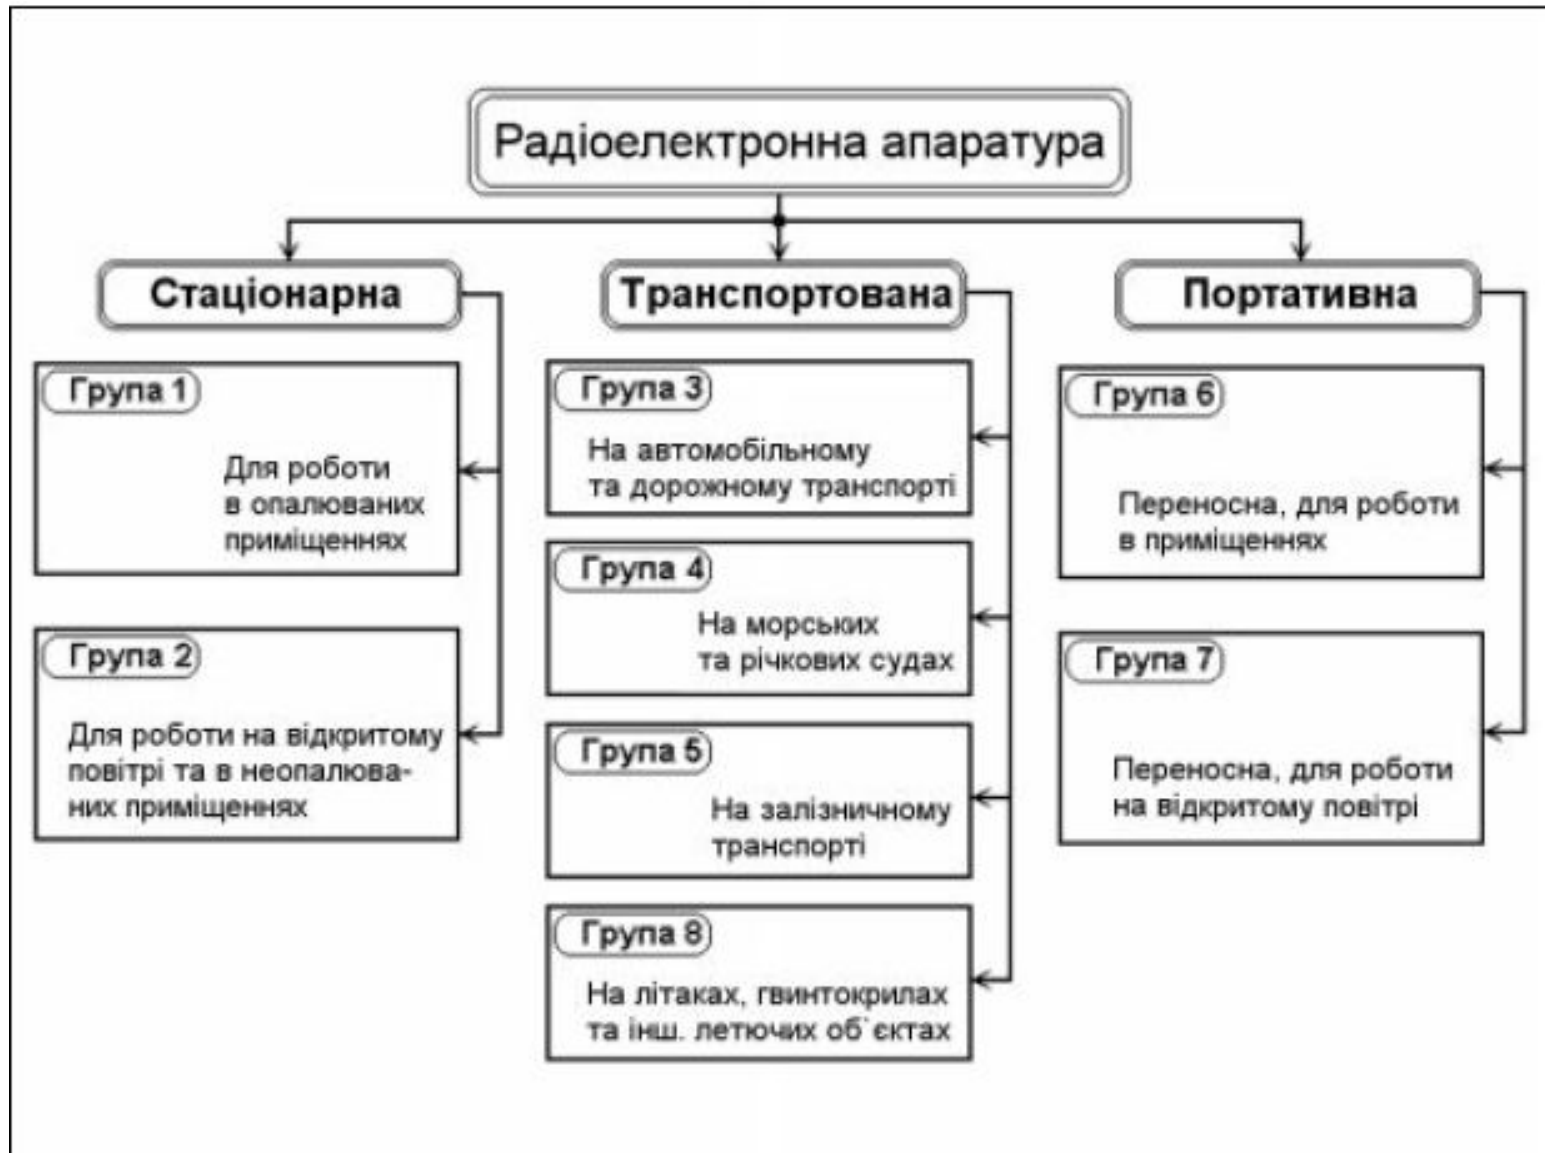 Радіоелектронна апаратура
Стаціонарна
Група 1
Для роботи
в опалюваних
приміщеннях
Група 2
Для роботи на відкритому
повітрі та в неопалюва-
них приміщеннях
Транспортована
Група 3
На автомобільному
та дорожному транспорті
Група 4
На морських
та річкових судах
Група 5
На залізничному
транспорті
Група 8
На літаках, гвинтокрилах
та інш. летючих об`єктах
Портативна
Група 6
Переносна, для роботи
в приміщеннях
Група 7
Переносна, для роботи
на відкритому повітрі